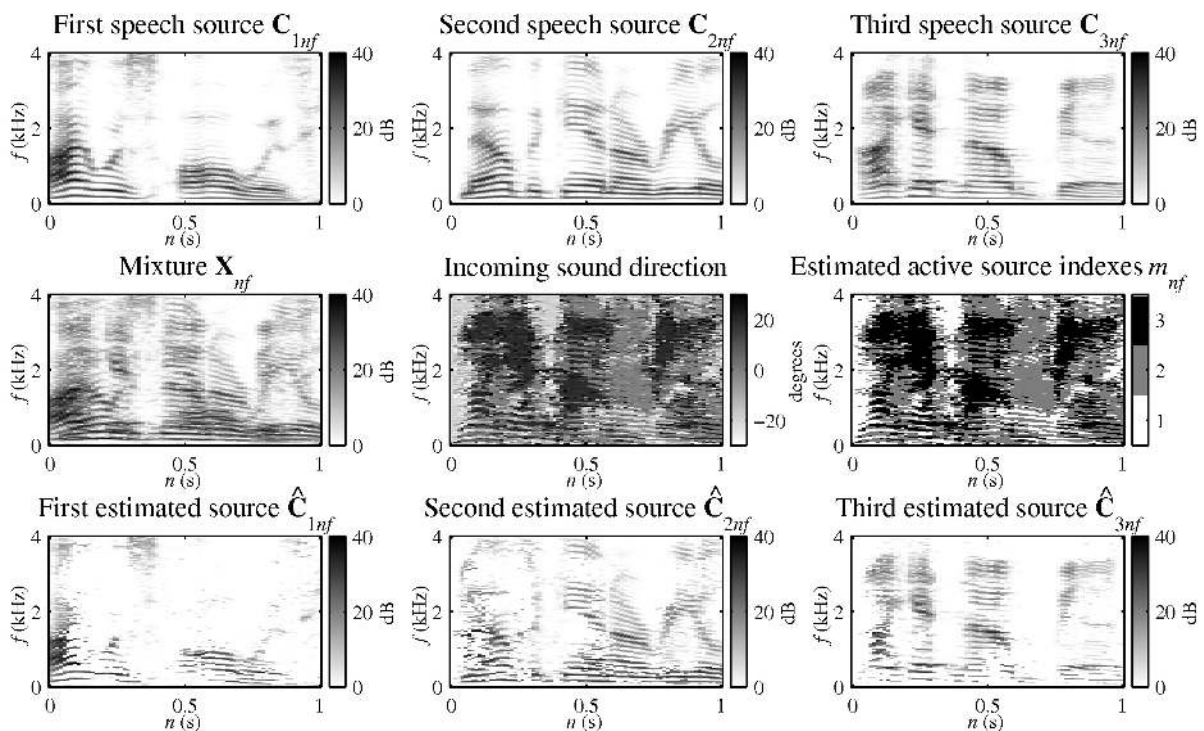 First speech source C1nf
4
2
0
f (kHz)
0
0.5
1
n (s)
40
20
0
dB
Second speech source C2nf
4
2
0
f (kHz)
0
0.5
1
n (s)
40
20
0
dB
Third speech source C3nf
4
2
0
f (kHz)
0
0.5
1
n (s)
40
20
0
dB
Mixture Xnf
4
2
0
f (kHz)
0
0.5
1
n (s)
40
20
0
dB
Incoming sound direction
4
2
0
f (kHz)
0
0.5
1
n (s)
20
0
−20
degrees
Estimated active source indexes mnf
4
2
0
f (kHz)
0
0.5
1
n (s)
3
2
1
First estimated source Ĉ1nf
4
2
0
f (kHz)
0
0.5
1
n (s)
40
20
0
dB
Second estimated source Ĉ2nf
4
2
0
f (kHz)
0
0.5
1
n (s)
40
20
0
dB
Third estimated source Ĉ3nf
4
2
0
f (kHz)
0
0.5
1
n (s)
40
20
0
dB